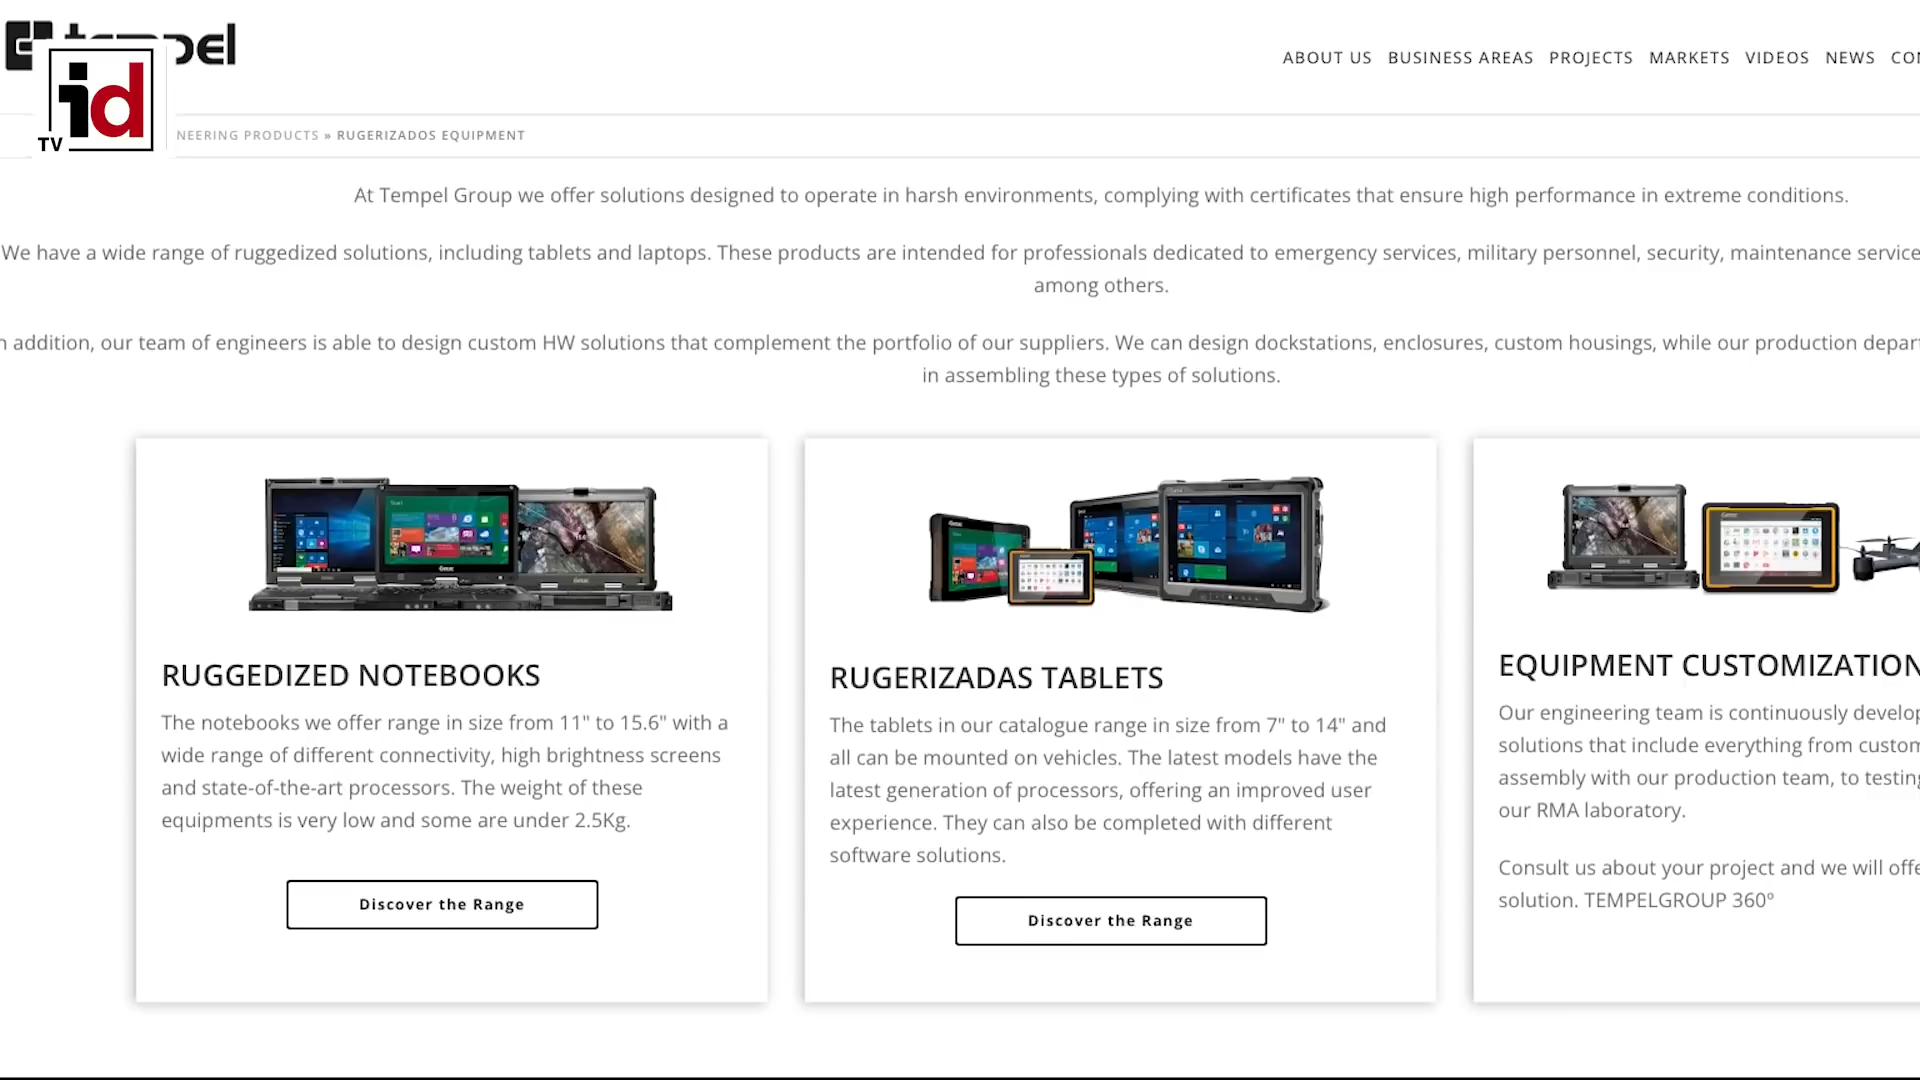 tempel
id
TV
ABOUT US BUSINESS AREAS PROJECTS MARKETS VIDEOS NEWS
NEERING PRODUCTS » RUGERIZADOS EQUIPMENT
At Tempel Group we offer solutions designed to operate in harsh environments, complying with certificates that ensure high performance in extreme conditions.
We have a wide range of ruggedized solutions, including tablets and laptops. These products are intended for professionals dedicated to emergency services, military personnel, security, maintenance service
among others.
n addition, our team of engineers is able to design custom HW solutions that complement the portfolio of our suppliers. We can design dockstations, enclosures, custom housings, while our production depar
in assembling these types of solutions.
RUGGEDIZED NOTEBOOKS
The notebooks we offer range in size from 11" to 15.6" with a
wide range of different connectivity, high brightness screens
and state-of-the-art processors. The weight of these
equipments is very low and some are under 2.5Kg.
Discover the Range
RUGERIZADAS TABLETS
The tablets in our catalogue range in size from 7" to 14" and
all can be mounted on vehicles. The latest models have the
latest generation of processors, offering an improved user
experience. They can also be completed with different
software solutions.
Discover the Range
EQUIPMENT CUSTOMIZATION
Our engineering team is continuously develop
solutions that include everything from custom
assembly with our production team, to testing
our RMA laboratory.
Consult us about your project and we will offe
solution. TEMPELGROUP 360º